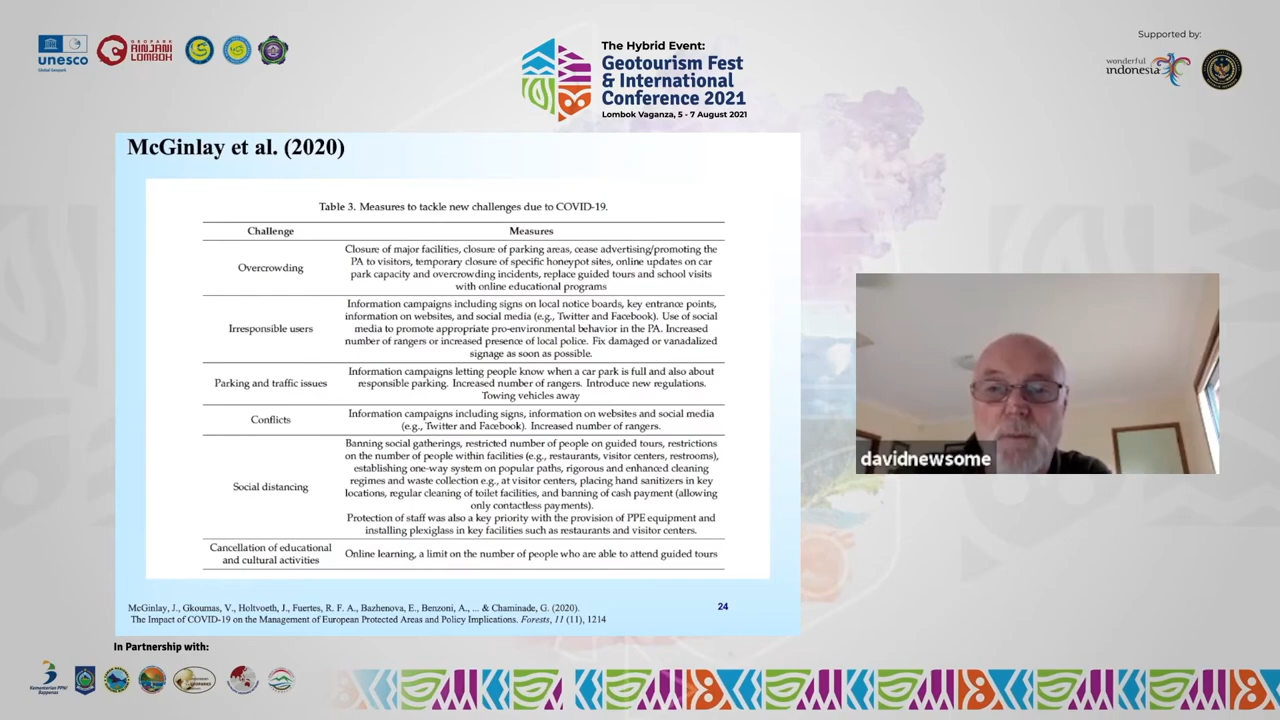 unesco
Global Geopark
GEOPARK
RINJANI
LOMBOK
The Hybrid Event:
Geotourism Fest
& International
Conference 2021
Lombok Vaganza, 5 - 7 August 2021
Supported by:
wonderful
indonesia
McGinlay et al. (2020)
Table 3. Measures to tackle new challenges due to COVID-19.
Challenge Measures
Overcrowding
Closure of major facilities, closure of parking areas, cease advertising/promoting the
PA to visitors, temporary closure of specific honeypot sites, online updates on car
park capacity and overcrowding incidents, replace guided tours and school visits
with online educational programs
Irresponsible users
Information campaigns including signs on local notice boards, key entrance points,
information on websites, and social media (e.g., Twitter and Facebook). Use of social
media to promote appropriate pro-environmental behavior in the PA. Increased
number of rangers or increased presence of local police. Fix damaged or vanadalized
signage as soon as possible.
Parking and traffic issues
Information campaigns letting people know when a car park is full and also about
responsible parking. Increased number of rangers. Introduce new regulations.
Towing vehicles away
Conflicts
Information campaigns including signs, information on websites and social media
(e.g., Twitter and Facebook). Increased number of rangers.
Social distancing
Banning social gatherings, restricted number of people on guided tours, restrictions
on the number of people within facilities (e.g., restaurants, visitor centers, restrooms),
establishing one-way system on popular paths, rigorous and enhanced cleaning
regimes and waste collection e.g., at visitor centers, placing hand sanitizers in key
locations, regular cleaning of toilet facilities, and banning of cash payment (allowing
only contactless payments).
Protection of staff was also a key priority with the provision of PPE equipment and
installing plexiglass in key facilities such as restaurants and visitor centers.
Cancellation of educational
and cultural activities
Online learning, a limit on the number of people who are able to attend guided tours
McGinlay, J., Gkoumas, V., Holtvoeth, J., Fuertes, R. F. A., Bazhenova, E., Benzoni, A., ... & Chaminade, G. (2020).
The Impact of COVID-19 on the Management of European Protected Areas and Policy Implications. Forests, 11 (11), 1214
24
davidnewsome
In Partnership with:
Kementerian PPN/
Bappenas